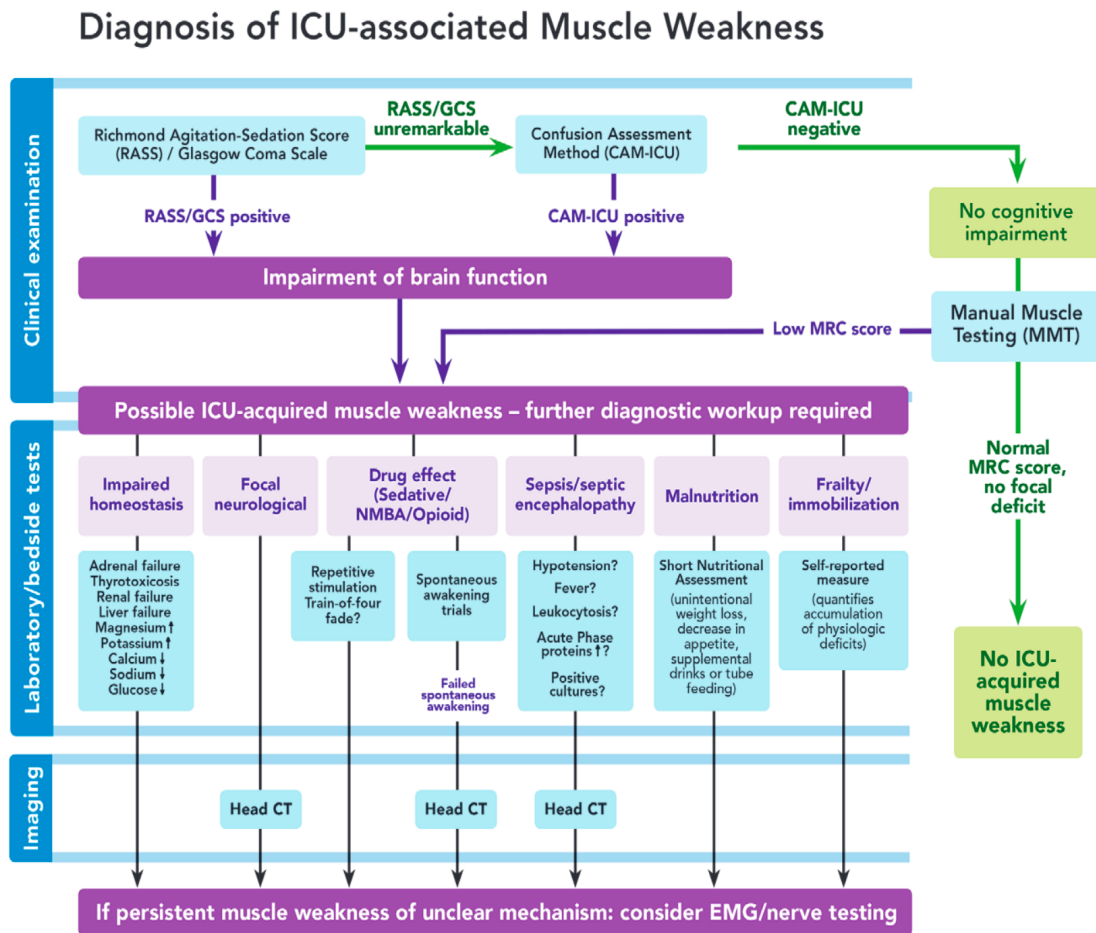 Diagnosis of ICU-associated Muscle Weakness
Clinical examination
Richmond Agitation-Sedation Score
(RASS) / Glasgow Coma Scale
RASS/GCS
unremarkable
Confusion Assessment
Method (CAM-ICU)
CAM-ICU
negative
RASS/GCS positive
CAM-ICU positive
No cognitive
impairment
Impairment of brain function
Low MRC score
Manual Muscle
Testing (MMT)
Possible ICU-acquired muscle weakness – further diagnostic workup required
Normal
MRC score,
no focal
deficit
No ICU-
acquired
muscle
weakness
Laboratory/bedside tests
Impaired
homeostasis
Focal
neurological
Drug effect
(Sedative/
NMBA/Opioid)
Sepsis/septic
encephalopathy
Malnutrition
Frailty/
immobilization
Adrenal failure
Thyrotoxicosis
Renal failure
Liver failure
Magnesium↑
Potassium↑
Calcium↓
Sodium↓
Glucose↓
Repetitive
stimulation
Train-of-four
fade?
Spontaneous
awakening
trials
Failed
spontaneous
awakening
Hypotension?
Fever?
Leukocytosis?
Acute Phase
proteins↑?
Positive
cultures?
Short Nutritional
Assessment
(unintentional
weight loss,
decrease in
appetite,
supplemental
drinks or tube
feeding)
Self-reported
measure
(quantifies
accumulation
of physiologic
deficits)
Imaging
Head CT
Head CT
Head CT
If persistent muscle weakness of unclear mechanism: consider EMG/nerve testing